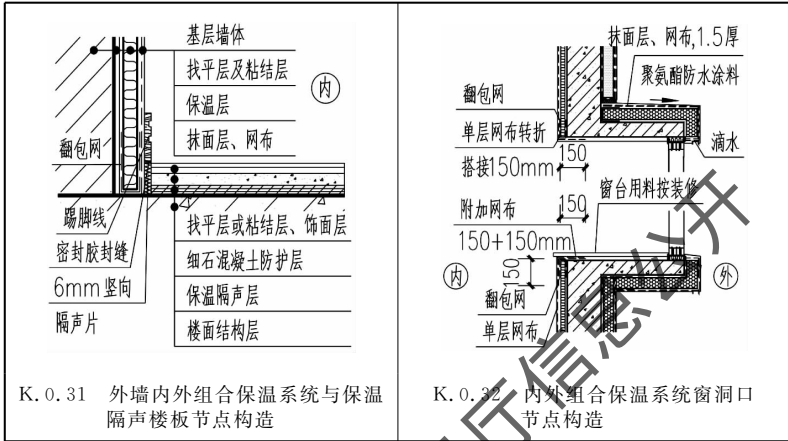 基层墙体
找平层及粘结层
保温层
抹面层、网布
内
翻包网
踢脚线
密封胶封缝
6mm 竖向
隔声片
找平层或粘结层、饰面层
细石混凝土防护层
保温隔声层
楼面结构层
K.0.31 外墙内外组合保温系统与保温
隔声楼板节点构造
抹面层、网布,1.5厚
聚氨酯防水涂料
翻包网
单层网布转折
搭接150mm
150
滴水
150
窗台用料按装修
附加网布
150+150mm
150
内
外
翻包网
单层网布
K.0.32 内外组合保温系统窗洞口
节点构造
厅信息公开